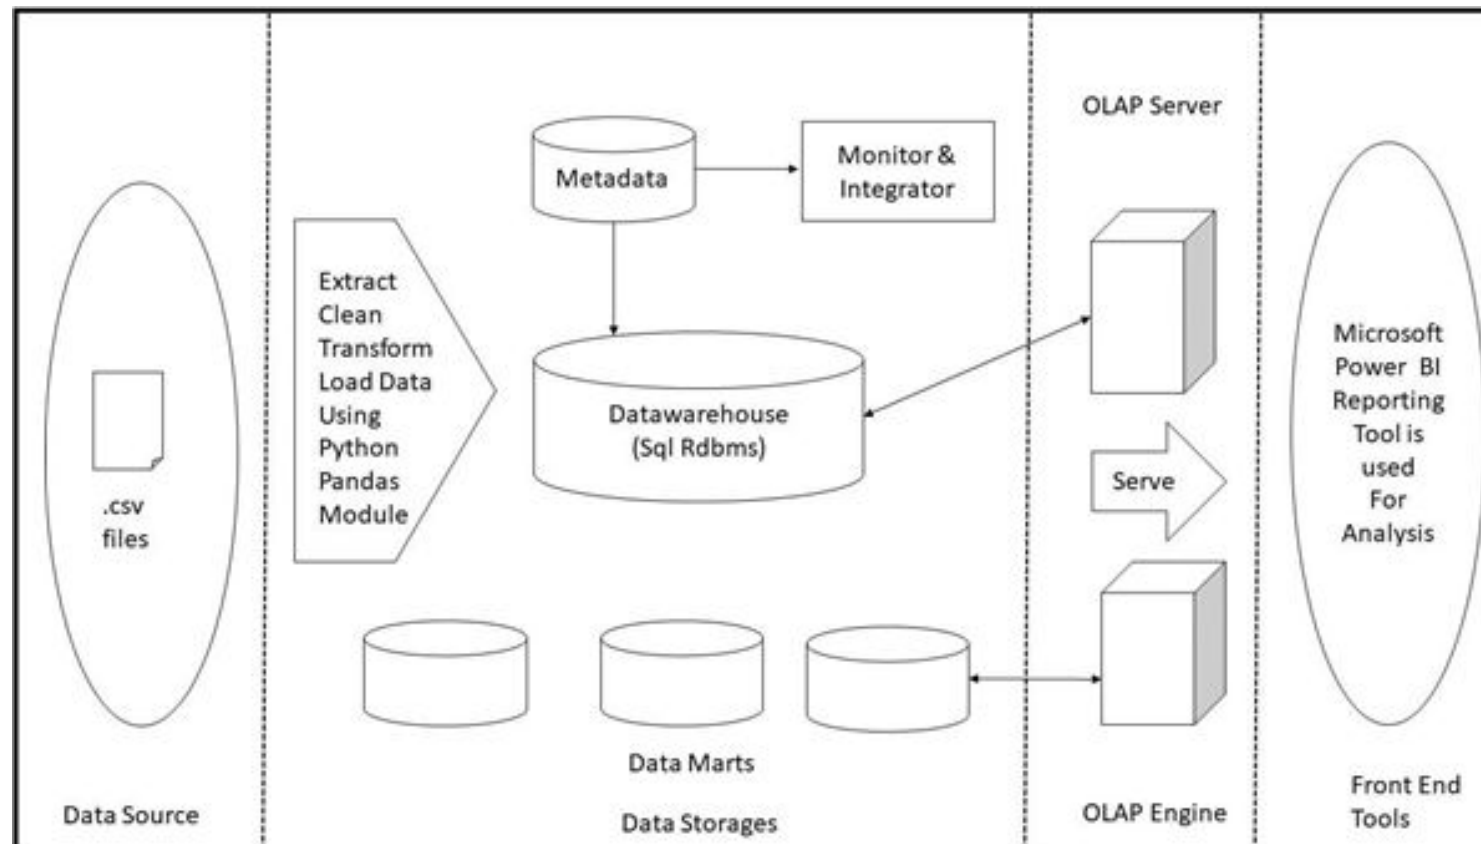 .csv
files
Data Source
Extract
Clean
Transform
Load Data
Using
Python
Pandas
Module
Metadata
Monitor &
Integrator
Datawarehouse
(Sql Rdbms)
Data Marts
Data Storages
OLAP Server
Serve
OLAP Engine
Microsoft
Power BI
Reporting
Tool is
used
For
Analysis
Front End
Tools